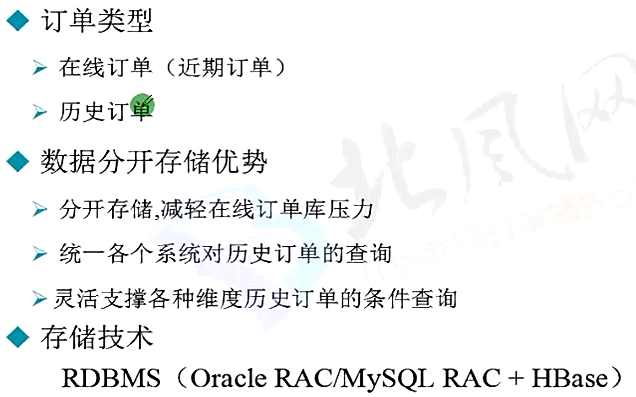 订单类型
在线订单（近期订单）
历史订单
数据分开存储优势
分开存储,减轻在线订单库压力
统一各个系统对历史订单的查询
灵活支撑各种维度历史订单的条件查询
存储技术
RDBMS（Oracle RAC/MySQL RAC + HBase）
北风网